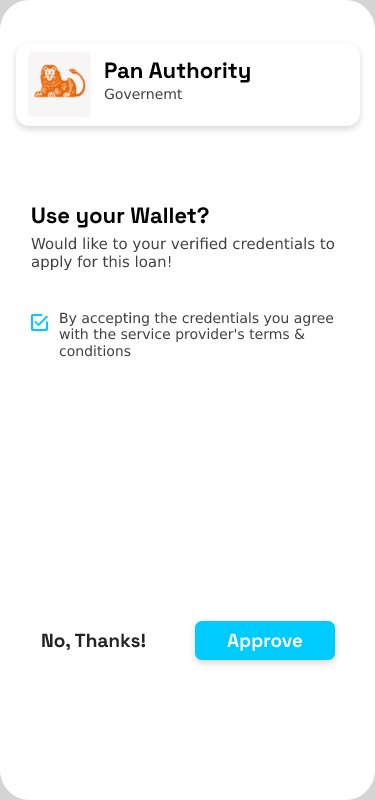 Pan Authority
Governemt
Use your Wallet?
Would like to your verified credentials to
apply for this loan!
By accepting the credentials you agree
with the service provider's terms &
conditions
No, Thanks!
Approve